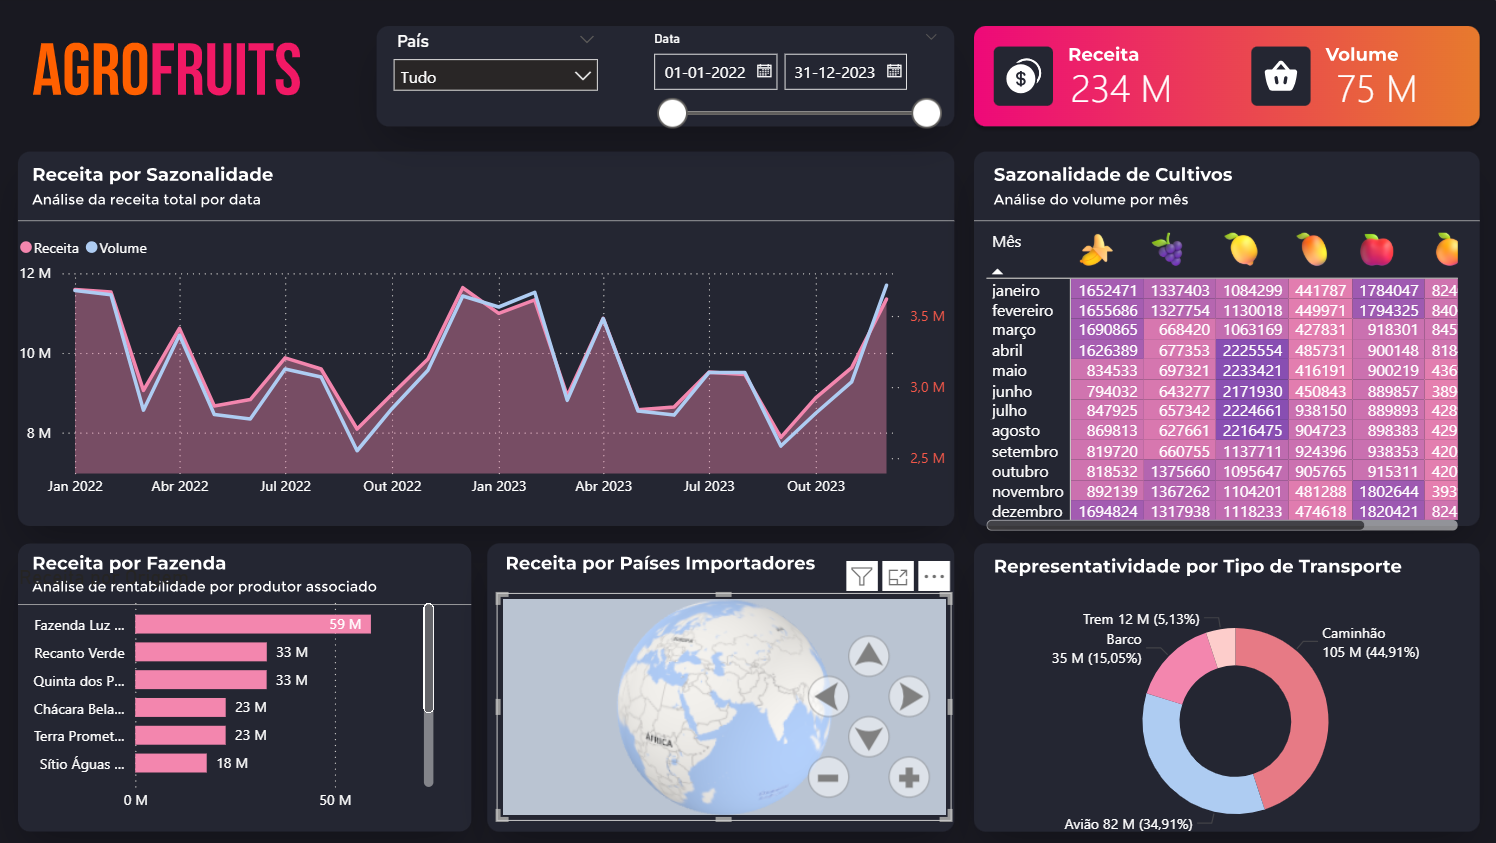 AGROFRUITS
País
Tudo
Data
01-01-2022
31-12-2023
Receita
234 M
Volume
75 M
Receita por Sazonalidade
Análise da receita total por data
Receita Volume
12 M
10 M
8 M
3,5 M
3,0 M
2,5 M
Jan 2022 Abr 2022 Jul 2022 Out 2022 Jan 2023 Abr 2023 Jul 2023 Out 2023
Sazonalidade de Cultivos
Análise do volume por mês
Mês
janeiro 1652471 1337403 1084299 441787 1784047 824
fevereiro 1655686 1327754 1130018 449971 1794325 840
março 1690865 668420 1063169 427831 918301 845
abril 1626389 677353 2225554 485731 900148 818
maio 834533 697321 2233421 416191 900219 436
junho 794032 643277 2171930 450843 889857 389
julho 847925 657342 2224661 938150 889893 428
agosto 869813 627661 2216475 904723 898383 429
setembro 819720 660755 1137711 924396 938353 420
outubro 818532 1375660 1095647 905765 915311 420
novembro 892139 1367262 1104201 481288 1802644 393
dezembro 1694824 1317938 1118233 474618 1820421 824
Receita por Fazenda
Análise de rentabilidade por produtor associado
Fazenda Luz ... 59 M
Recanto Verde 33 M
Quinta dos P... 33 M
Chácara Bela... 23 M
Terra Promet... 23 M
Sítio Águas ... 18 M
0 M 50 M
Receita por Países Importadores
ÁFRICA
Representatividade por Tipo de Transporte
Trem 12 M (5,13%)
Barco
35 M (15,05%)
Caminhão
105 M (44,91%)
Avião 82 M (34,91%)